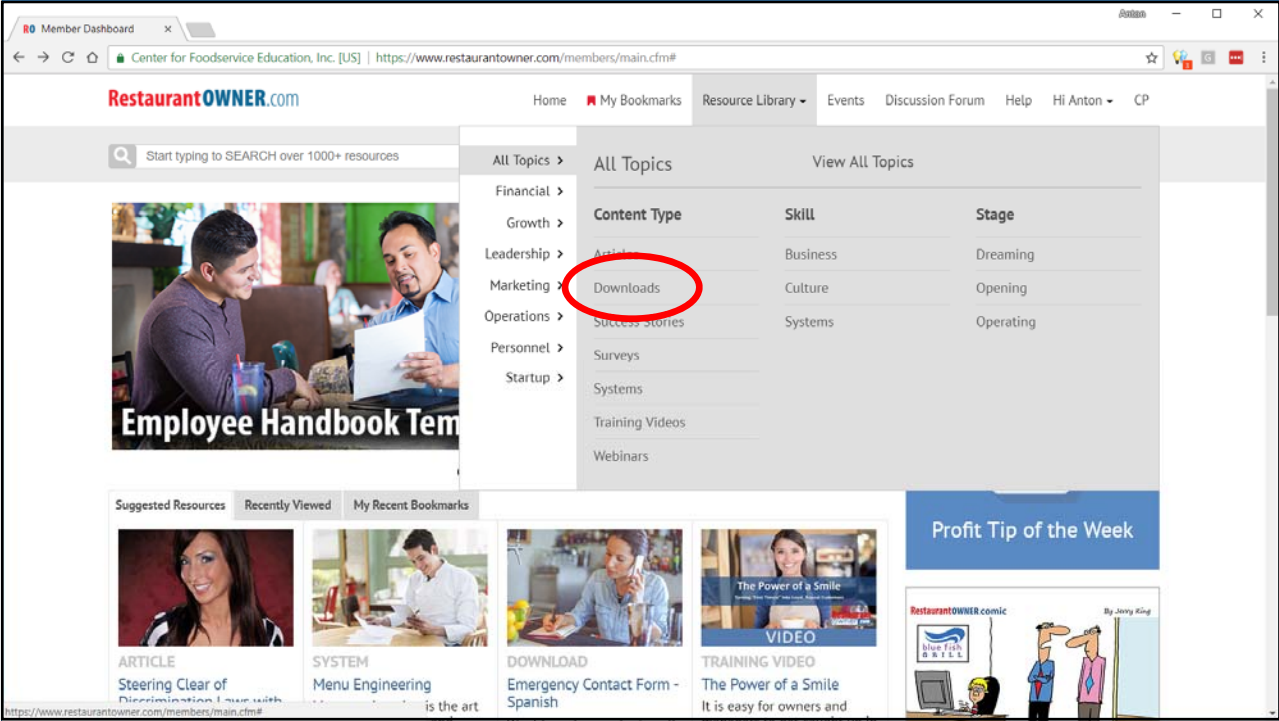 Anton
RO Member Dashboard
Center for Foodservice Education, Inc. [US] | https://www.restaurantowner.com/members/main.cfm#
RestaurantOWNER.com
Home My Bookmarks Resource Library Events Discussion Forum Help Hi Anton CP
Start typing to SEARCH over 1000+ resources
All Topics
Financial
Growth
Leadership
Marketing
Operations
Personnel
Startup
All Topics View All Topics
Content Type
Articles
Downloads
Success Stories
Surveys
Systems
Training Videos
Webinars
Skill
Business
Culture
Systems
Stage
Dreaming
Opening
Operating
Employee Handbook Tem
Suggested Resources Recently Viewed My Recent Bookmarks
Profit Tip of the Week
ARTICLE
Steering Clear of
Discrimination Laws with
SYSTEM
Menu Engineering
is the art
DOWNLOAD
Emergency Contact Form -
Spanish
The Power of a Smile
VIDEO
TRAINING VIDEO
The Power of a Smile
It is easy for owners and
RestaurantOWNER comic By Jerry King
blue fish
GRILL
https://www.restaurantowner.com/members/main.cfm#